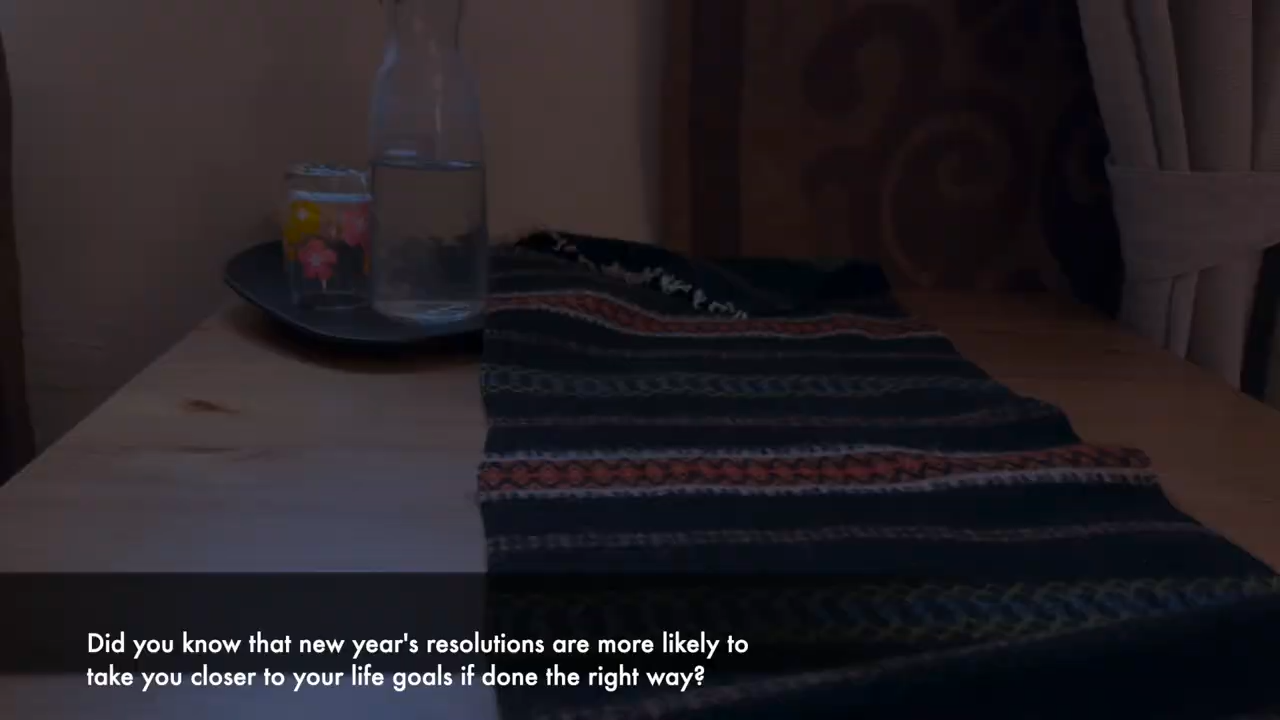 Did you know that new year's resolutions are more likely to
take you closer to your life goals if done the right way?